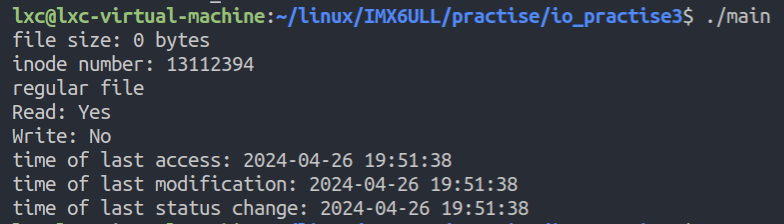 lxc@lxc-virtual-machine:~/linux/IMX6ULL/practise/io_practise3$ ./main
file size: 0 bytes
inode number: 13112394
regular file
Read: Yes
Write: No
time of last access: 2024-04-26 19:51:38
time of last modification: 2024-04-26 19:51:38
time of last status change: 2024-04-26 19:51:38